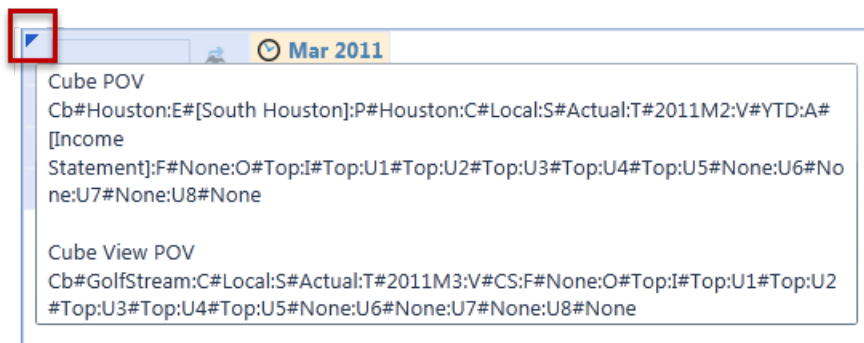 Mar 2011
Cube POV
Cb#Houston:E#[South Houston]:P#Houston:C#Local:S#Actual:T#2011M2:V#YTD:A#
[Income
Statement]:F#None:O#Top:I#Top:U1#Top:U2#Top:U3#Top:U4#Top:U5#None:U6#No
ne:U7#None:U8#None
Cube View POV
Cb#GolfStream:C#Local:S#Actual:T#2011M3:V#CS:F#None:O#Top:I#Top:U1#Top:U2
#Top:U3#Top:U4#Top:U5#None:U6#None:U7#None:U8#None